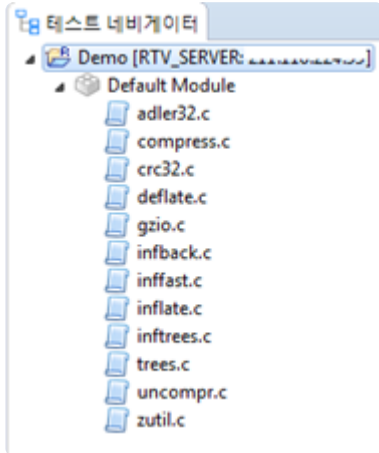 테스트 네비게이터
Demo [RTV_SERVER: ]
Default Module
adler32.c
compress.c
crc32.c
deflate.c
gzio.c
infback.c
inffast.c
inflate.c
inftrees.c
trees.c
uncompr.c
zutil.c